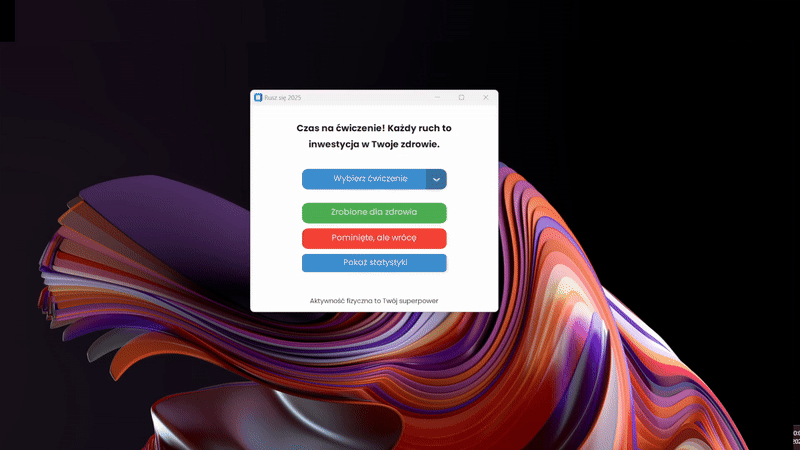 Rusz się 2025
Czas na ćwiczenie! Każdy ruch to
inwestycja w Twoje zdrowie.
Wybierz ćwiczenie
Zrobione dla zdrowia
Pominięte, ale wrócę
Pokaż statystyki
Aktywność fizyczna to Twój superpower